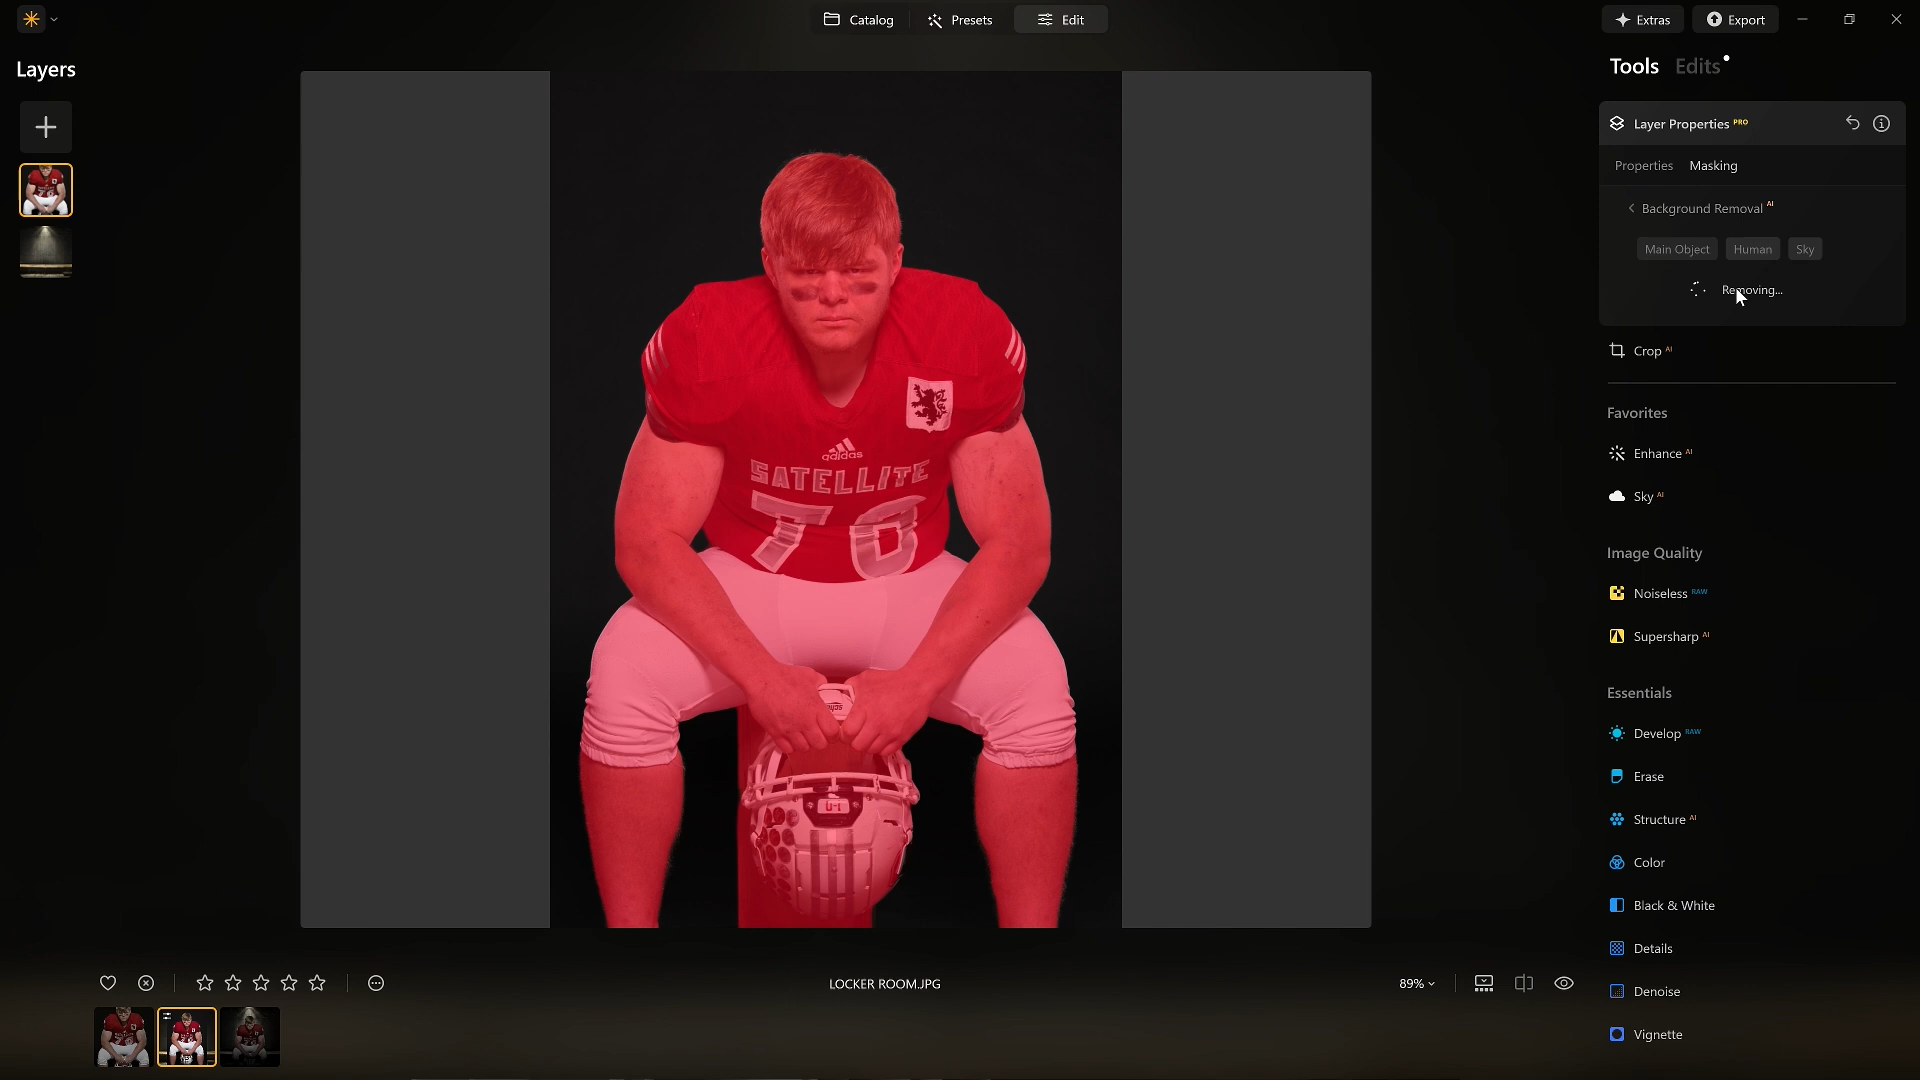 Catalog
Presets
Edit
Extras
Export
Layers
Tools Edits
Layer Properties PRO
Properties Masking
Background Removal AI
Main Object Human Sky
Removing...
Crop AI
Favorites
Enhance AI
Sky AI
Image Quality
Noiseless RAW
Supersharp AI
Essentials
Develop RAW
Erase
Structure AI
Color
Black & White
Details
Denoise
Vignette
adidas
SATELLITE
76
LOCKER ROOM.JPG
89%